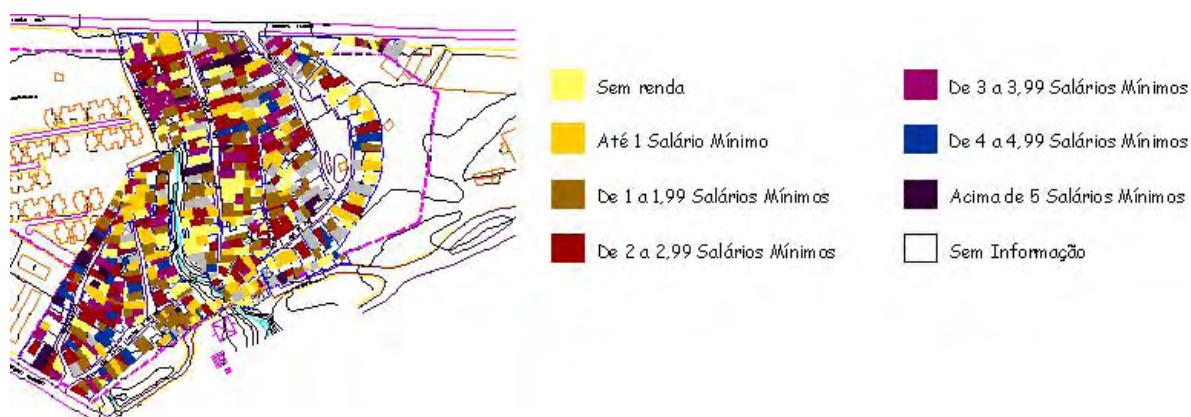 Sem renda
Até 1 Salário Mínimo
De 1 a 1,99 Salários Mínimos
De 2 a 2,99 Salários Mínimos
De 3 a 3,99 Salários Mínimos
De 4 a 4,99 Salários Mínimos
Acima de 5 Salários Mínimos
Sem Informação